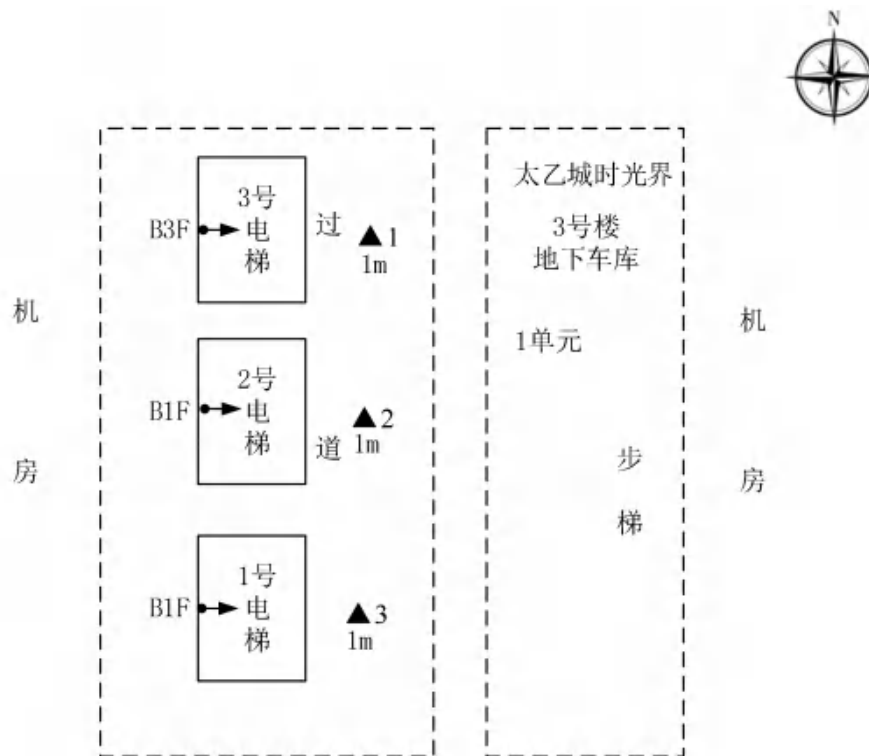 N
太乙城时光界
3号楼
地下车库
1单元
步
梯
机
房
机
房
过
道
B3F
3号
电
梯
▲1
1m
B1F
2号
电
梯
▲2
1m
B1F
1号
电
梯
▲3
1m